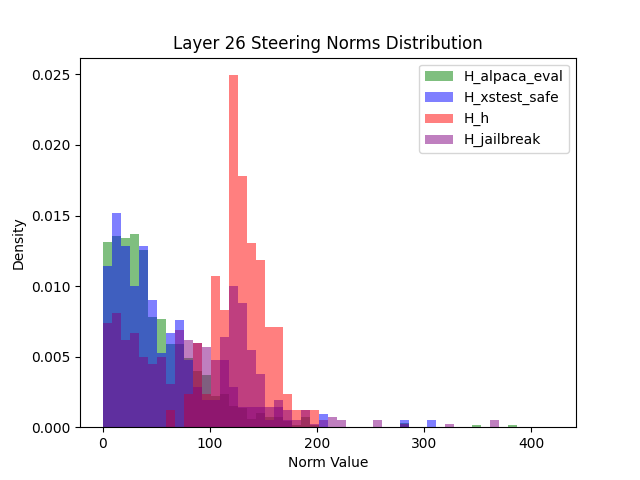 Layer 26 Steering Norms Distribution
H_alpaca_eval
H_xstest_safe
H_h
H_jailbreak
0.025
0.020
0.015
0.010
0.005
0.000
Density
0
100
200
300
400
Norm Value